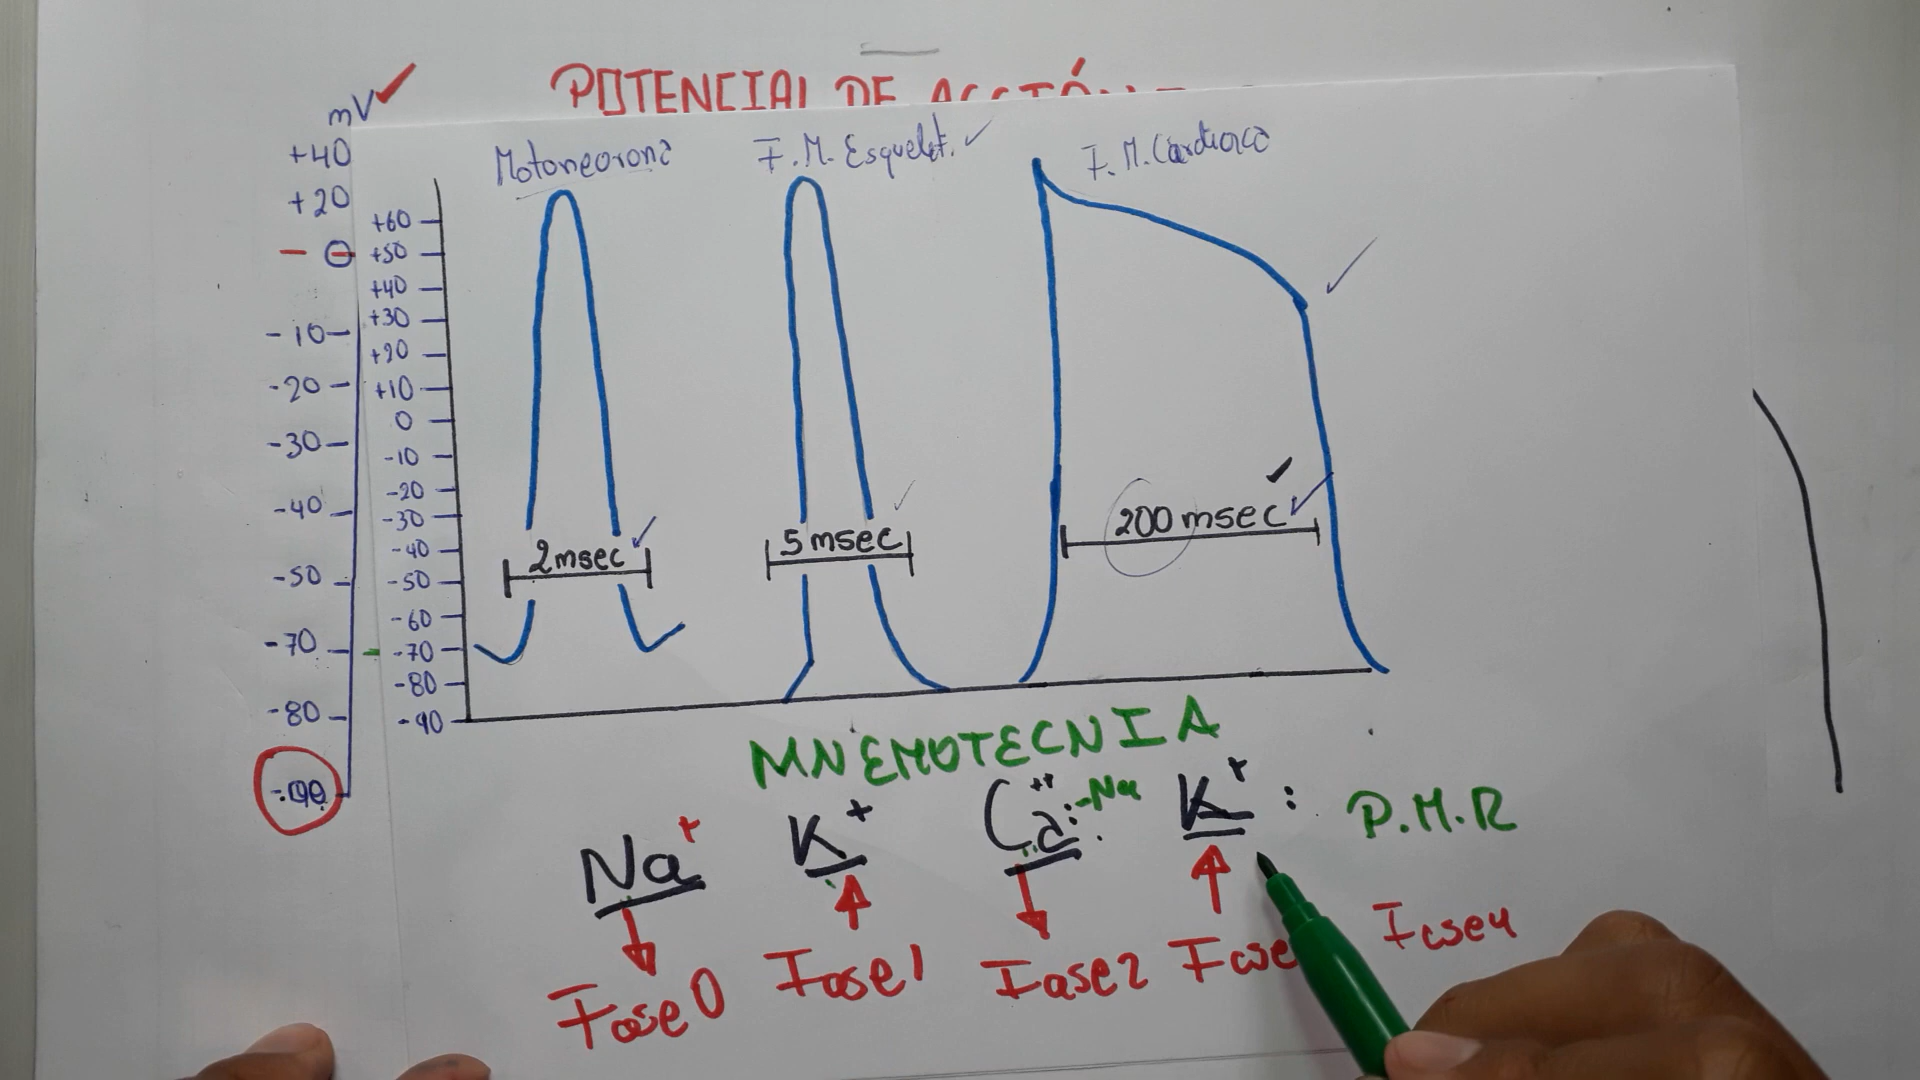 POTENCIAL DE ACCIÓN
mV
+40
+20
0
-10
-20
-30
-40
-50
-70
-80
-90
Motoneorona
F.M. Esquelet.
F.M. Cardiaco
+60
+50
+40
+30
+20
+10
0
-10
-20
-30
-40
-50
-60
-70
-80
-90
2msec
5msec
200msec
MNEMOTECNIA
Na+ K+ Ca++:-Na K+ : P.M.R
Fase0 Fase1 Fase2 Fase Fase4